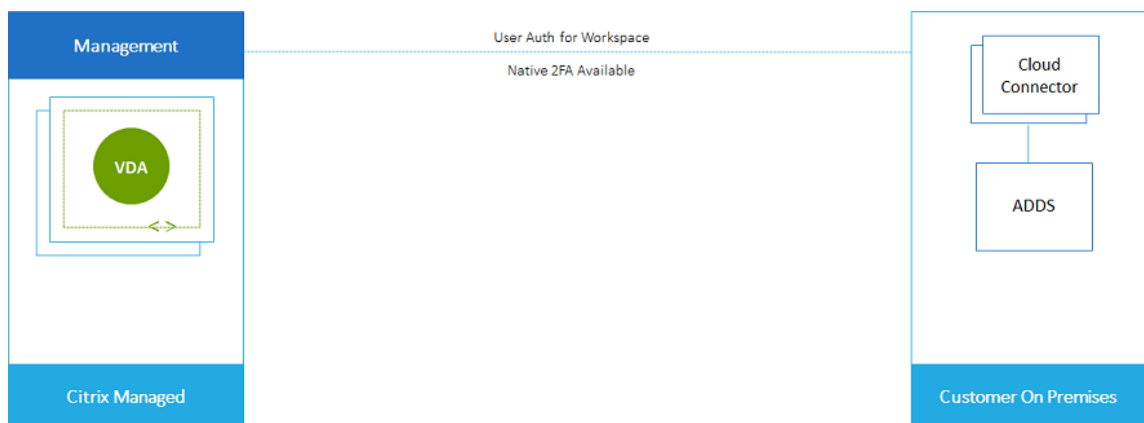 Management
VDA
Citrix Managed
User Auth for Workspace
Native 2FA Available
Cloud
Connector
ADDS
Customer On Premises